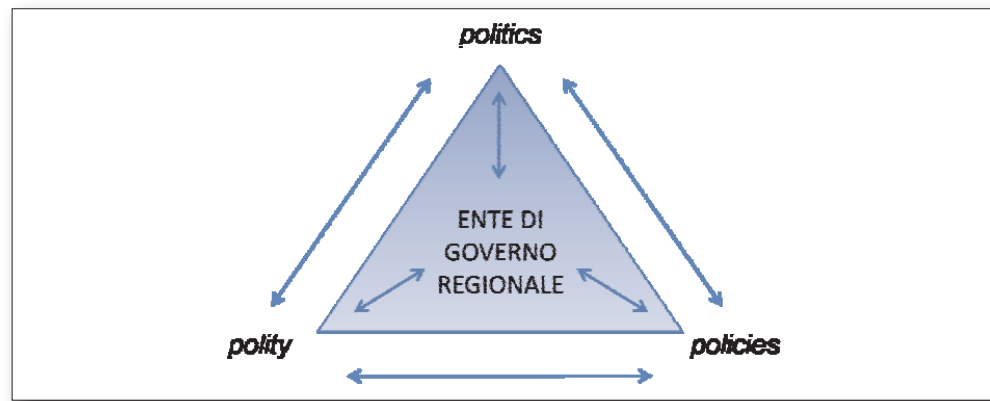 politics
ENTE DI
GOVERNO
REGIONALE
polity
policies